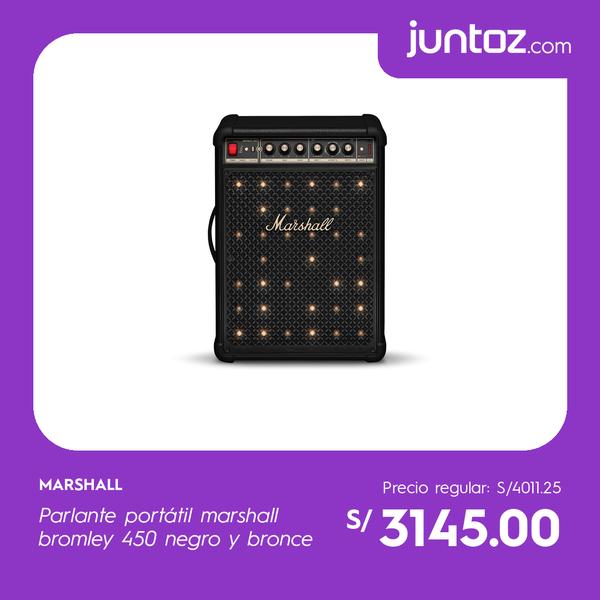 juntoz.com
Marshall
MARSHALL
Parlante portátil marshall
bromley 450 negro y bronce
Precio regular: S/4011.25
S/ 3145.00